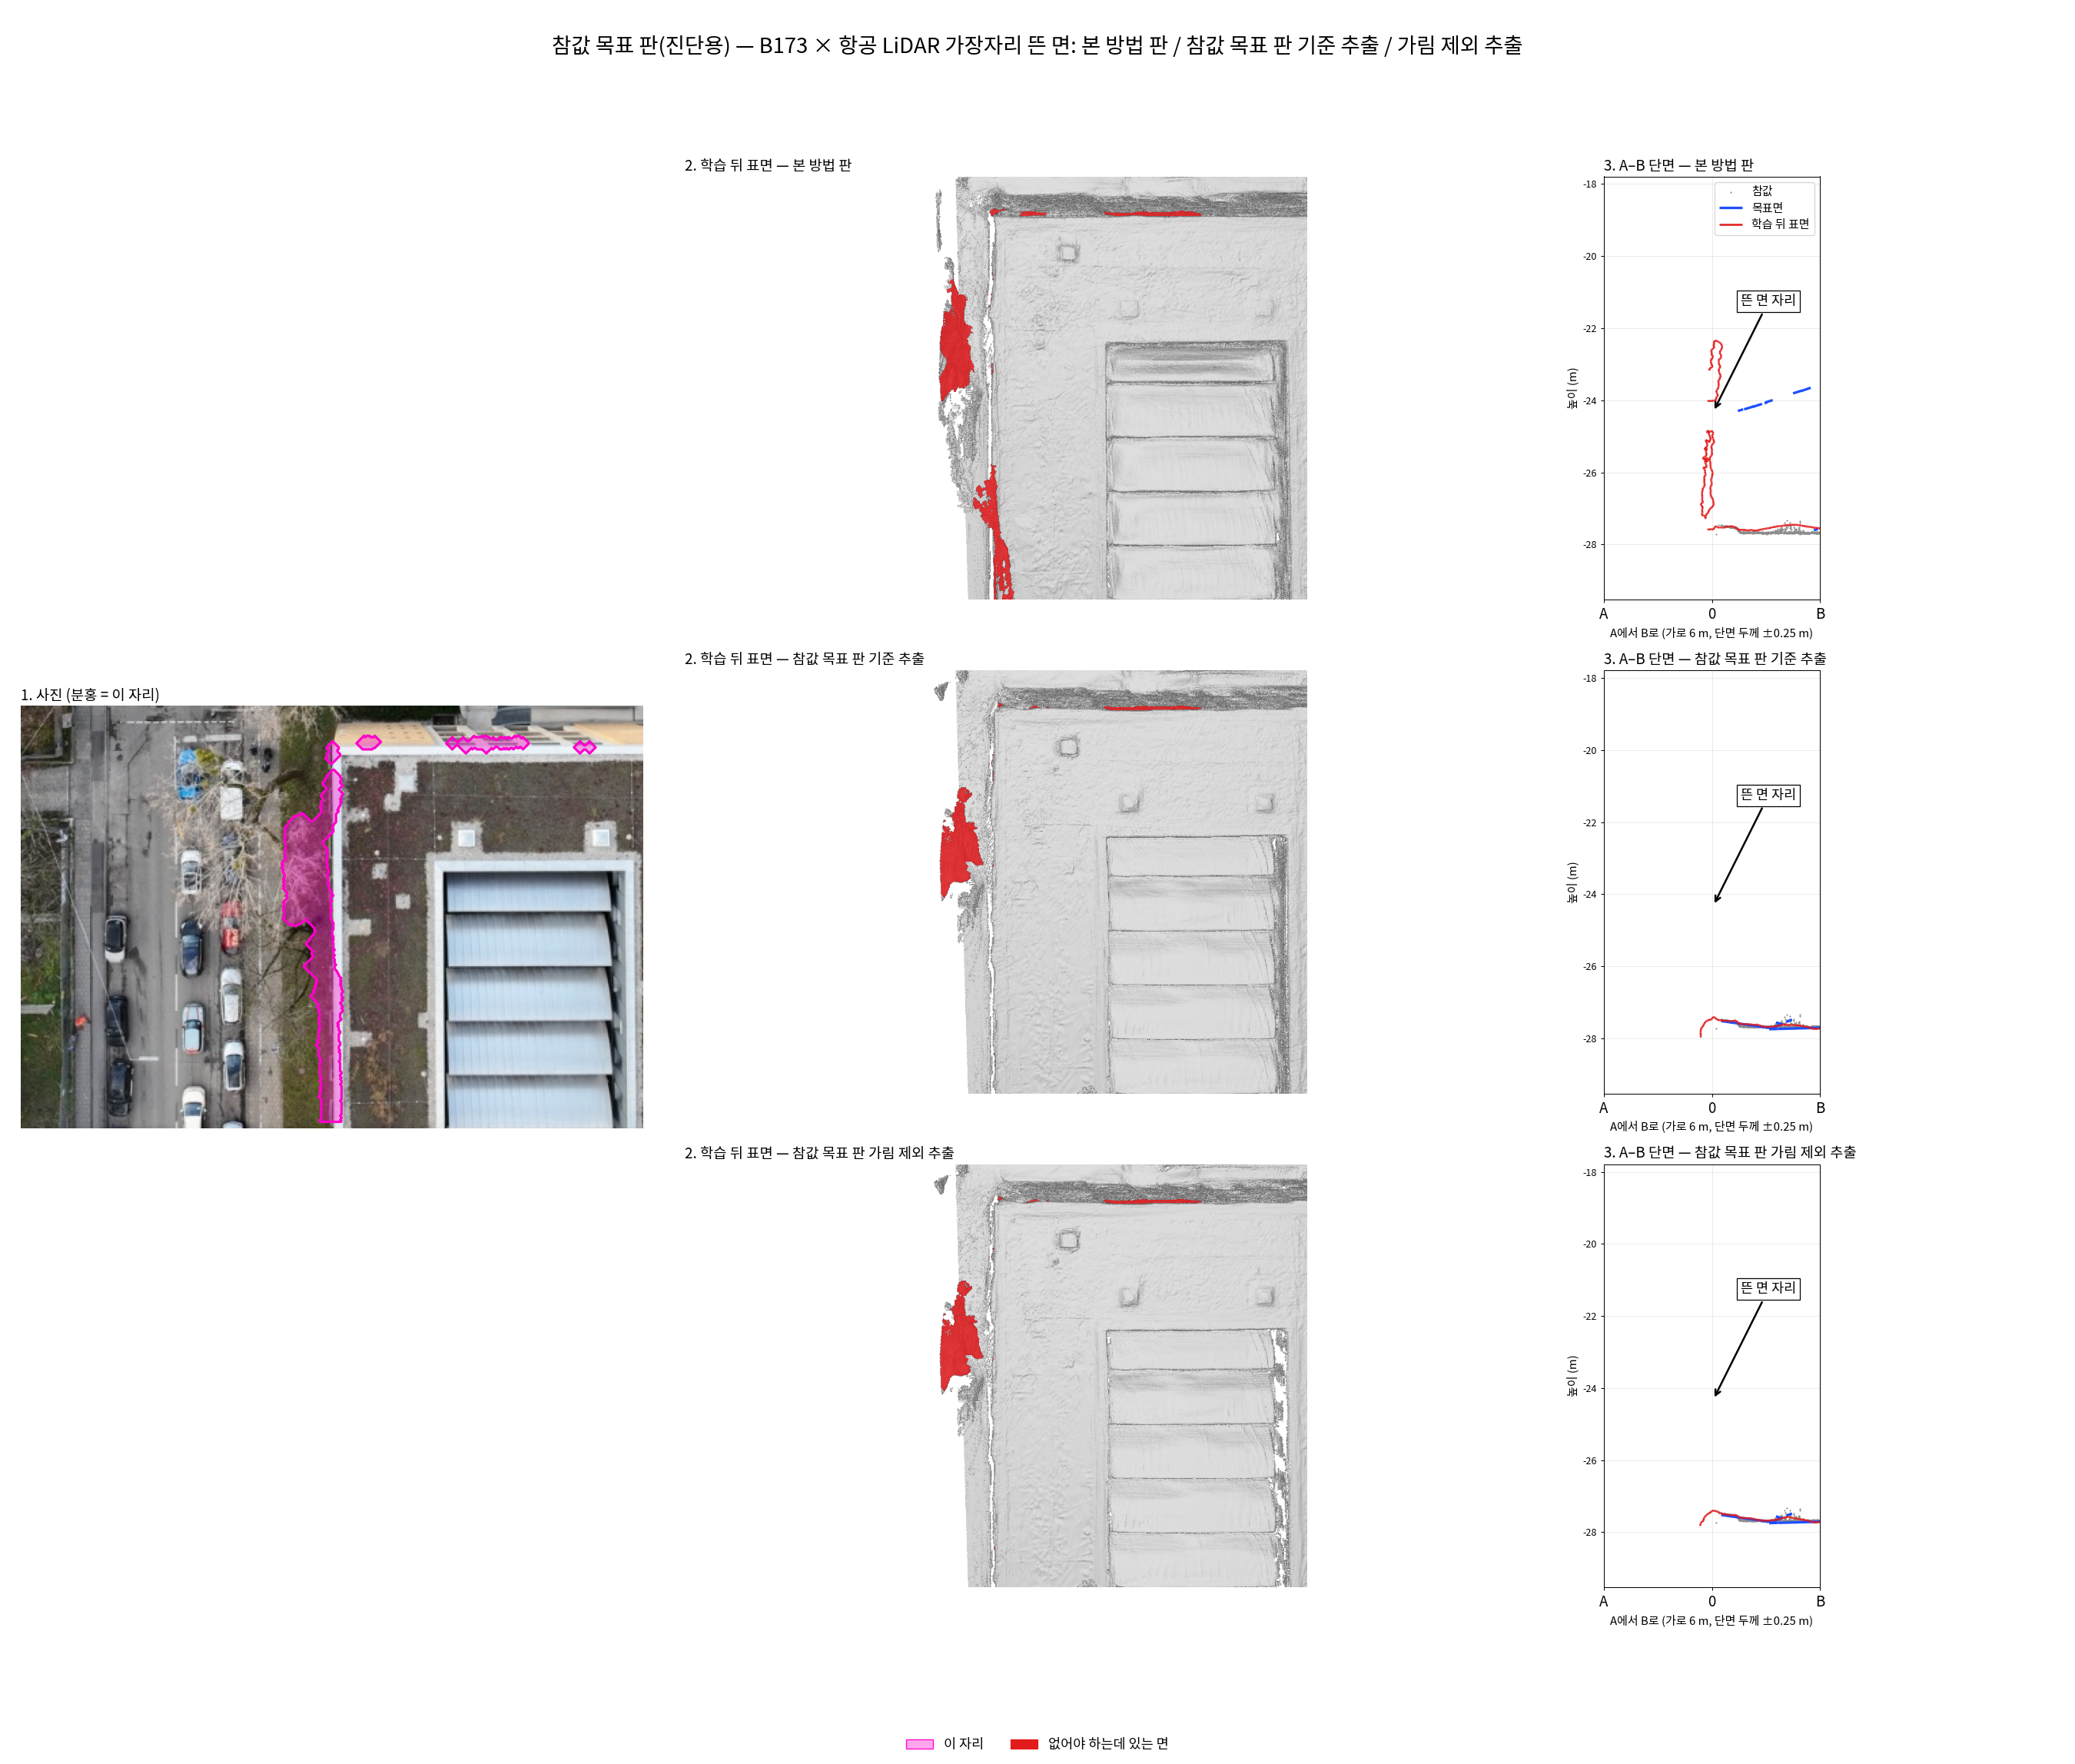 참값 목표 판(진단용) — B173 × 항공 LiDAR 가장자리 뜬 면: 본 방법 판 / 참값 목표 판 기준 추출 / 가림 제외 추출
1. 사진 (분홍 = 이 자리)
2. 학습 뒤 표면 — 본 방법 판
3. A–B 단면 — 본 방법 판
참값
목표면
학습 뒤 표면
뜬 면 자리
높이 (m)
-18
-20
-22
-24
-26
-28
A
0
B
A에서 B로 (가로 6 m, 단면 두께 ±0.25 m)
2. 학습 뒤 표면 — 참값 목표 판 기준 추출
3. A–B 단면 — 참값 목표 판 기준 추출
뜬 면 자리
높이 (m)
-18
-20
-22
-24
-26
-28
A
0
B
A에서 B로 (가로 6 m, 단면 두께 ±0.25 m)
2. 학습 뒤 표면 — 참값 목표 판 가림 제외 추출
3. A–B 단면 — 참값 목표 판 가림 제외 추출
뜬 면 자리
높이 (m)
-18
-20
-22
-24
-26
-28
A
0
B
A에서 B로 (가로 6 m, 단면 두께 ±0.25 m)
이 자리
없어야 하는데 있는 면